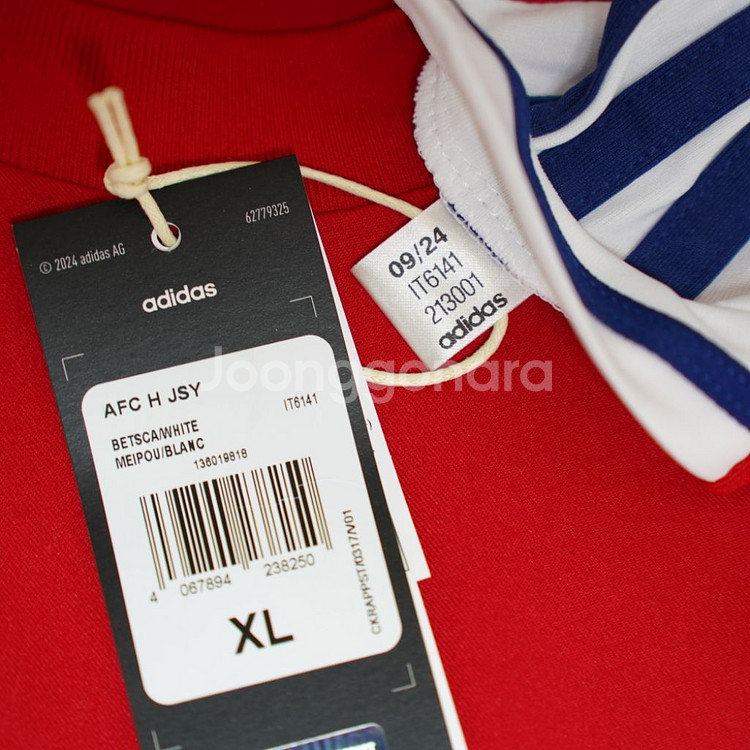 62779325
© 2024 adidas AG
adidas
09/24
IT6141
213001
adidas
Joonggonara
AFC H JSY
IT6141
BETSCA/WHITE
MEIPOU/BLANC
136019818
4 067894 238250
CKRAPPST/0317/V01
XL